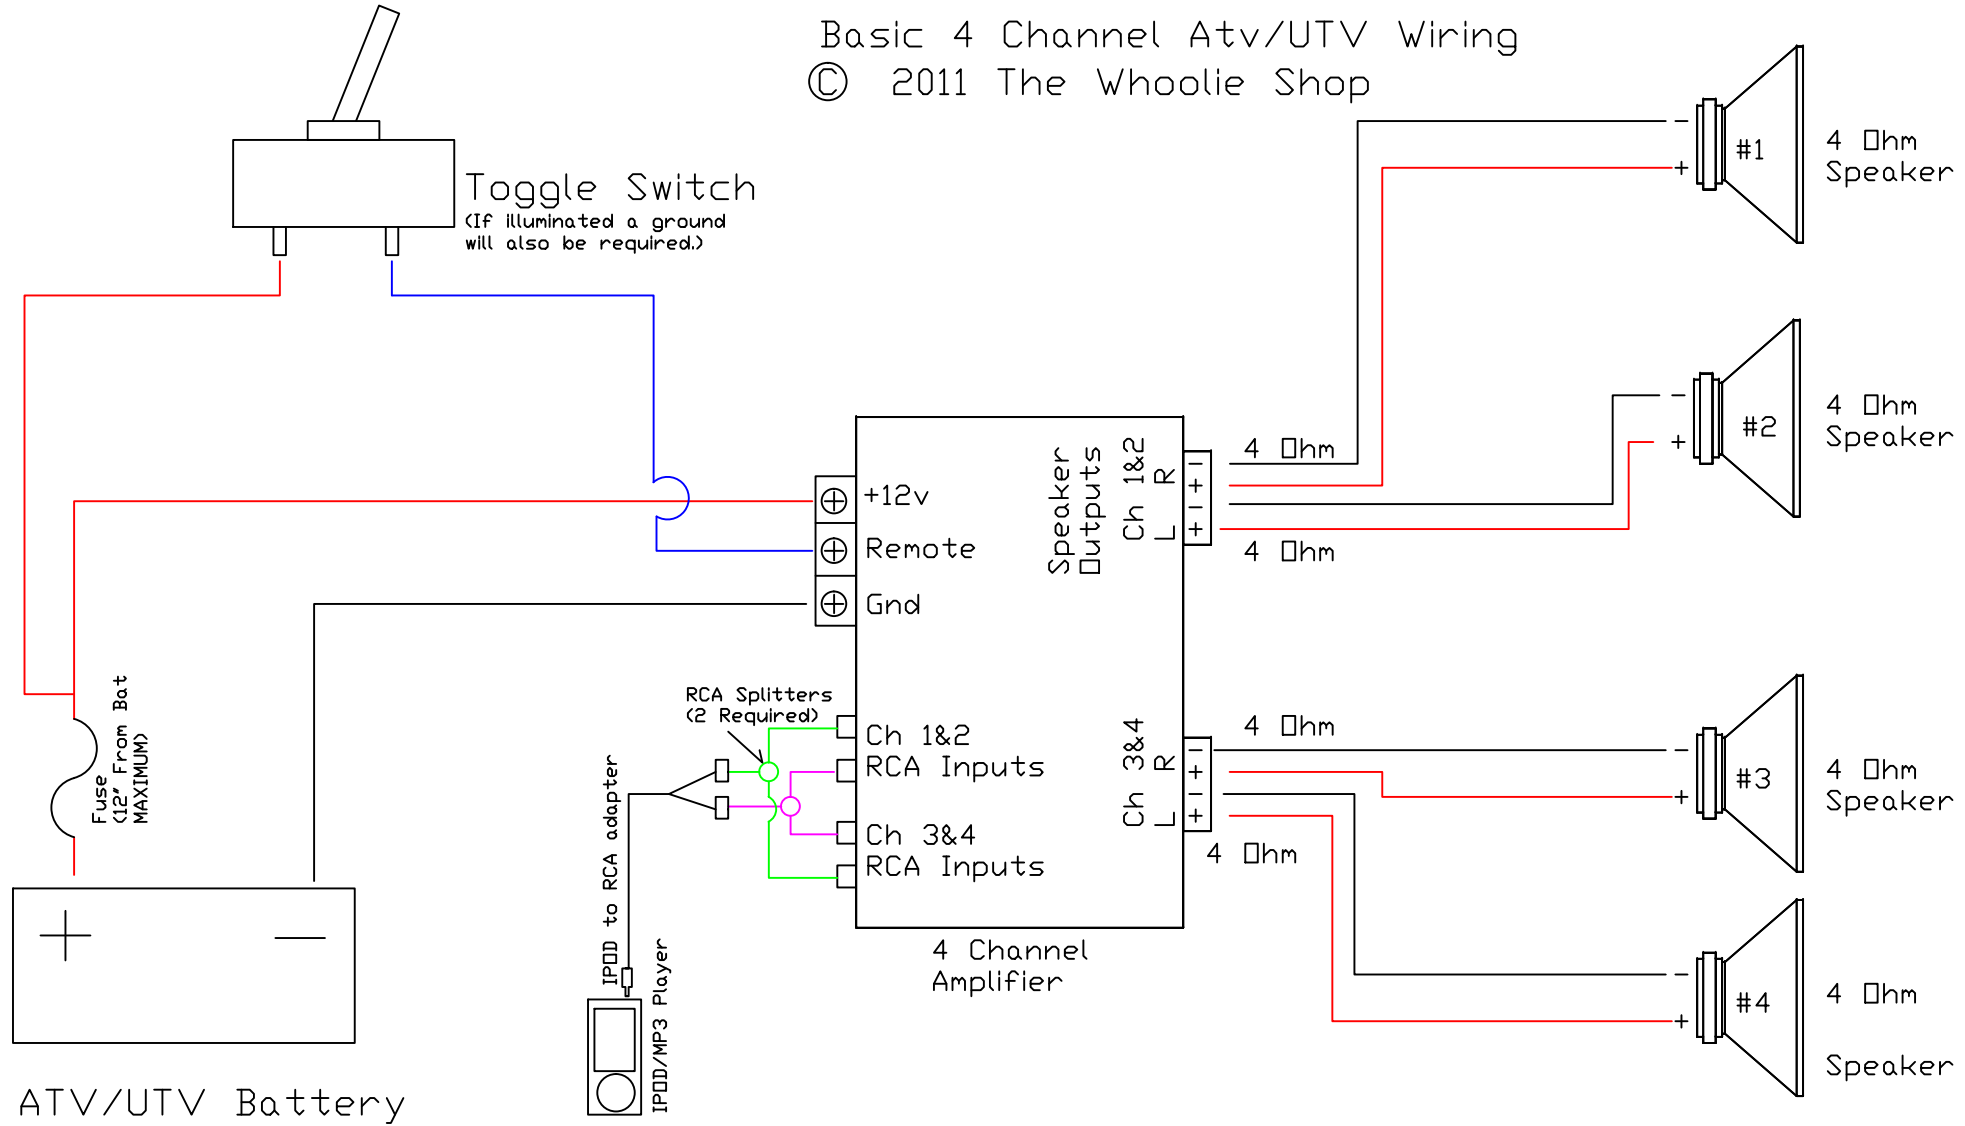 Basic 4 Channel Atv/UTV Wiring
© 2011 The Whoolie Shop
Toggle Switch
(If illuminated a ground
will also be required.)
#1
4 Ohm
Speaker
#2
4 Ohm
Speaker
+12v
Remote
Gnd
Speaker
Outputs
Ch 1&2
L R
- + - +
4 Ohm
4 Ohm
Fuse
(12" From Bat
MAXIMUM)
RCA Splitters
(2 Required)
Ch 1&2
RCA Inputs
Ch 3&4
RCA Inputs
Ch 3&4
L R
- + - +
4 Ohm
4 Ohm
- +
#3
4 Ohm
Speaker
- +
#4
4 Ohm
Speaker
4 Channel
Amplifier
IPOD to RCA adapter
IPOD/MP3 Player
+ -
ATV/UTV Battery